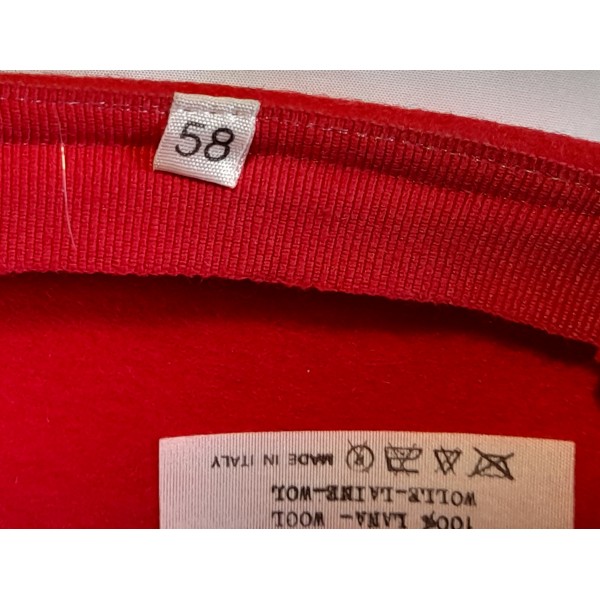 58
100% LANA-WOOL
WOLLE-LAINE-WOL
MADE IN ITALY